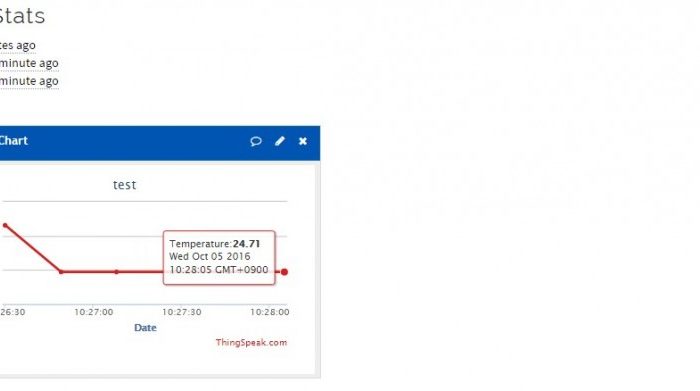 Stats
tes ago
minute ago
minute ago
Chart
test
Temperature:24.71
Wed Oct 05 2016
10:28:05 GMT+0900
26:30 10:27:00 10:27:30 10:28:00
Date
ThingSpeak.com